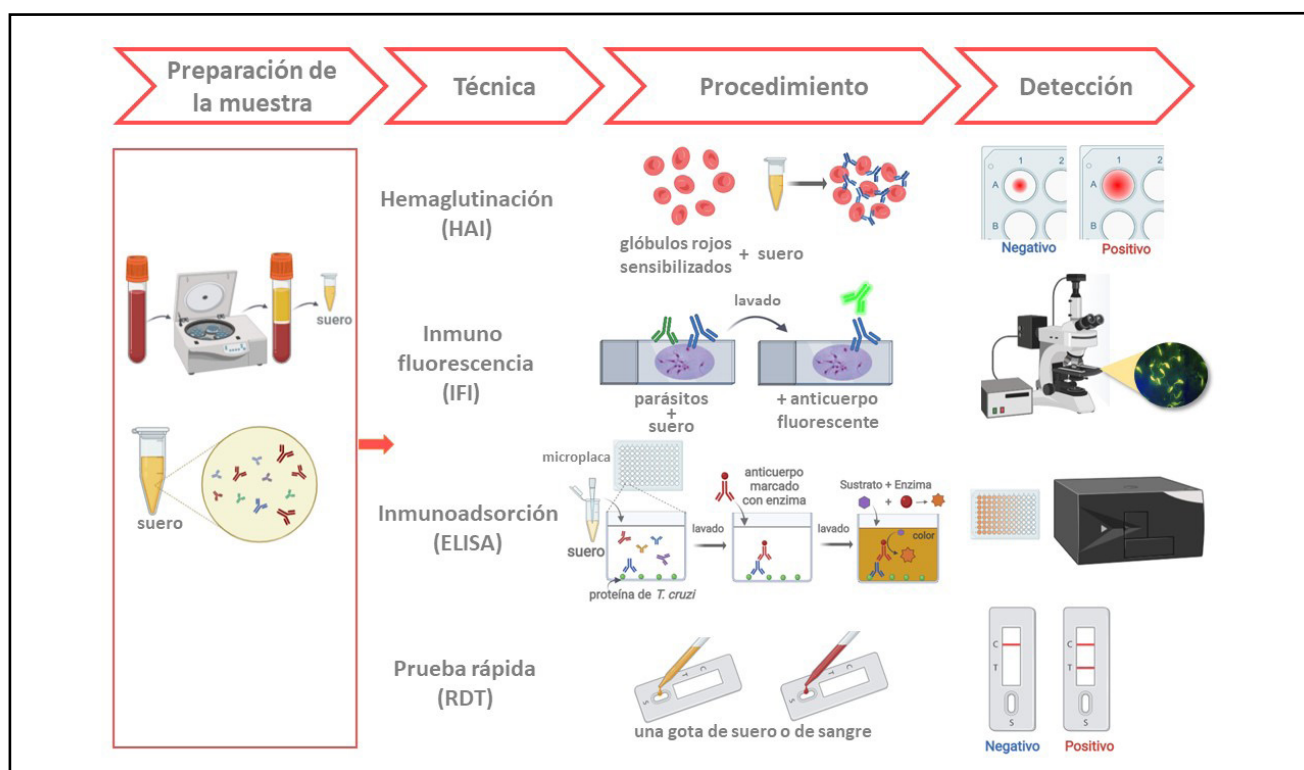 Preparación de
la muestra
Técnica
Procedimiento
Detección
suero
suero
Hemaglutinación
(HAI)
glóbulos rojos
sensibilizados
+ suero
1 2
A
B
Negativo
1 2
A
B
Positivo
Inmuno
fluorescencia
(IFI)
lavado
parásitos
+
suero
+ anticuerpo
fluorescente
Inmunoadsorción
(ELISA)
microplaca
suero
proteína de T. cruzi
lavado
anticuerpo
marcado
con enzima
lavado
Sustrato + Enzima
+
color
Prueba rápida
(RDT)
S T C
S T C
una gota de suero o de sangre
C
T
S
Negativo
C
T
S
Positivo